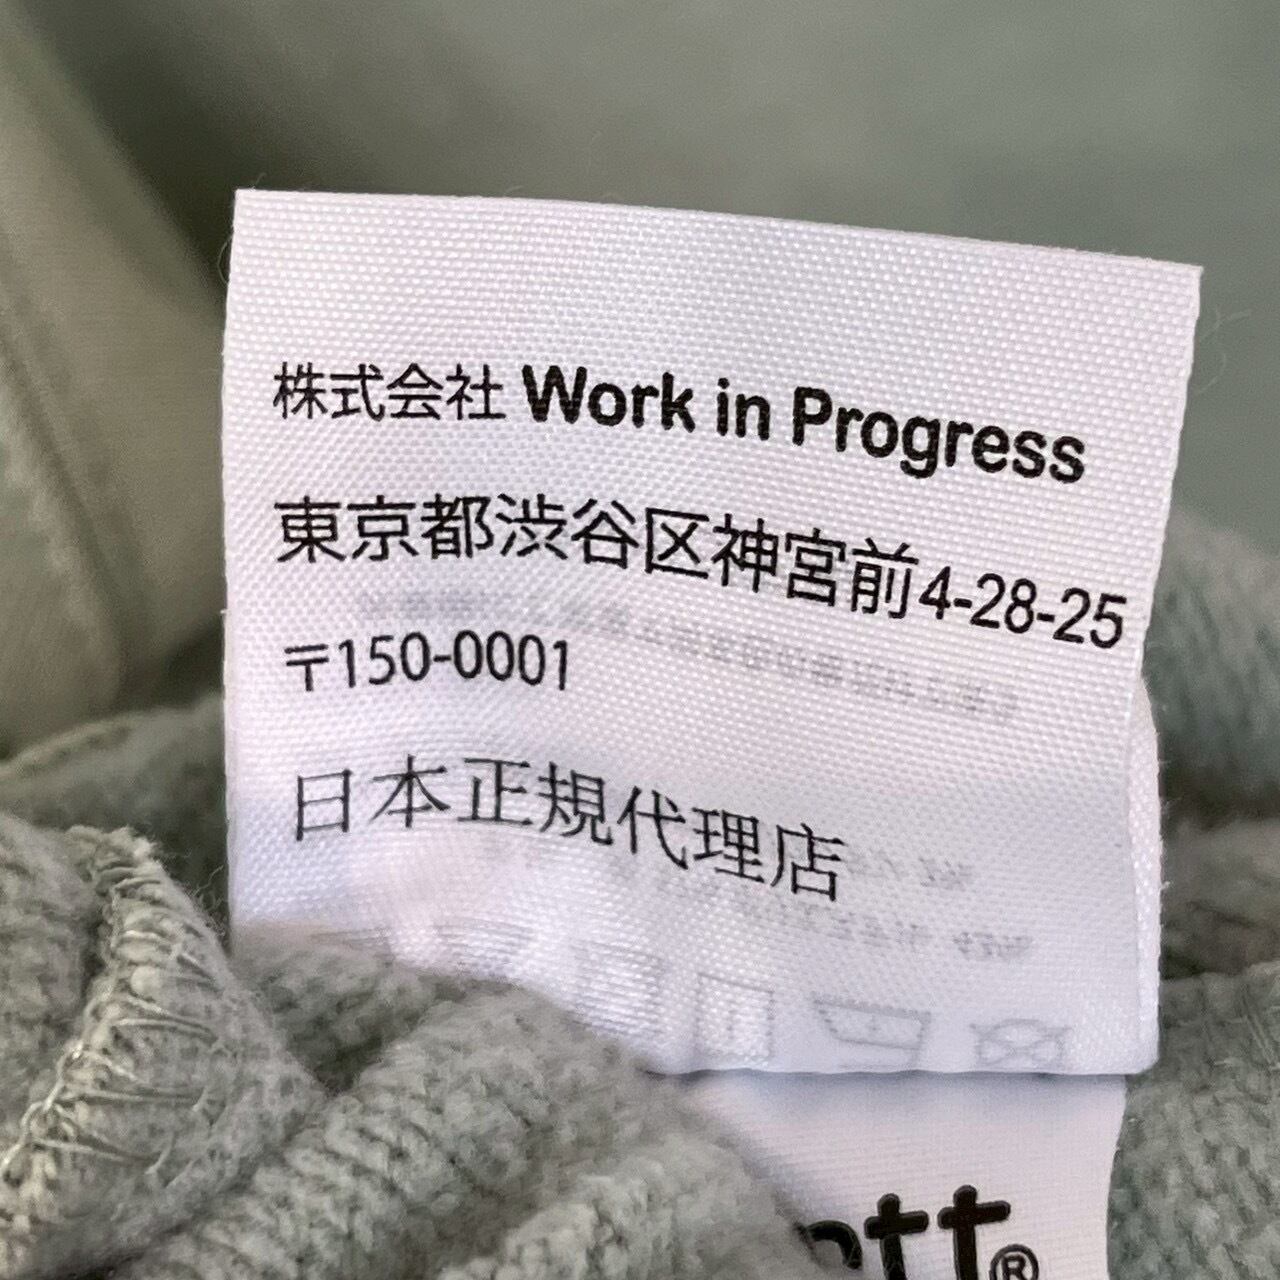 株式会社 Work in Progress
東京都渋谷区神宮前4-28-25
〒150-0001
日本正規代理店
tt®